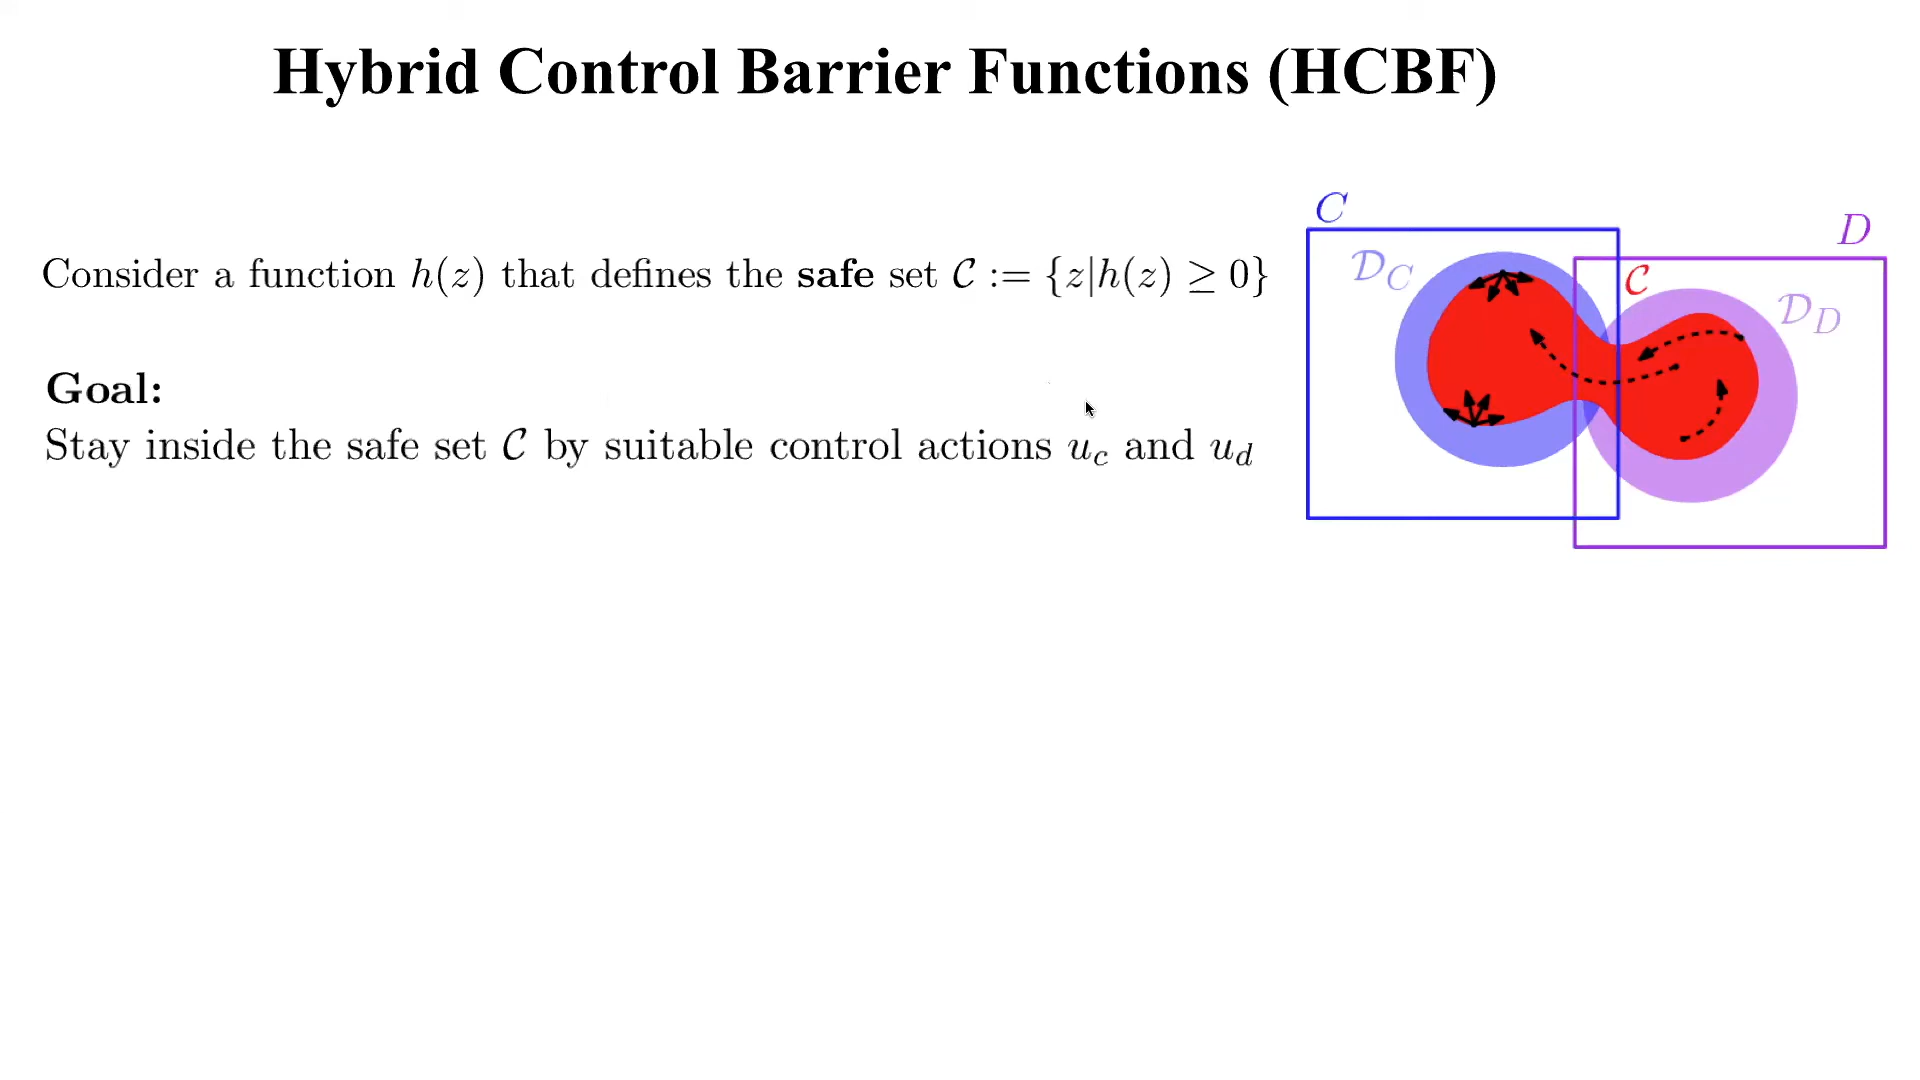 Hybrid Control Barrier Functions (HCBF)
Consider a function h(z) that defines the safe set 𝒞 := {z|h(z) ≥ 0}
Goal:
Stay inside the safe set 𝒞 by suitable control actions u_c and u_d
C
D
𝒟_C
𝒞
𝒟_D